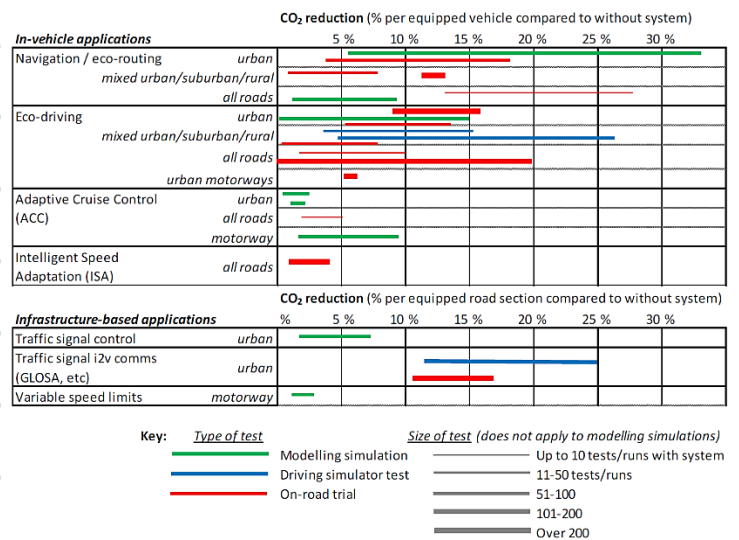 CO₂ reduction (% per equipped vehicle compared to without system)
In-vehicle applications 5 % 10 % 15 % 20 % 25 % 30 %
Navigation / eco-routing urban
mixed urban/suburban/rural
all roads
Eco-driving urban
mixed urban/suburban/rural
all roads
urban motorways
Adaptive Cruise Control urban
(ACC) all roads
motorway
Intelligent Speed
Adaptation (ISA) all roads
CO₂ reduction (% per equipped road section compared to without system)
Infrastructure-based applications % 5 % 10 % 15 % 20 % 25 % 30 %
Traffic signal control urban
Traffic signal i2v comms urban
(GLOSA, etc)
Variable speed limits motorway
Key: Type of test Size of test (does not apply to modelling simulations)
Modelling simulation Up to 10 tests/runs with system
Driving simulator test 11-50 tests/runs
On-road trial 51-100
101-200
Over 200